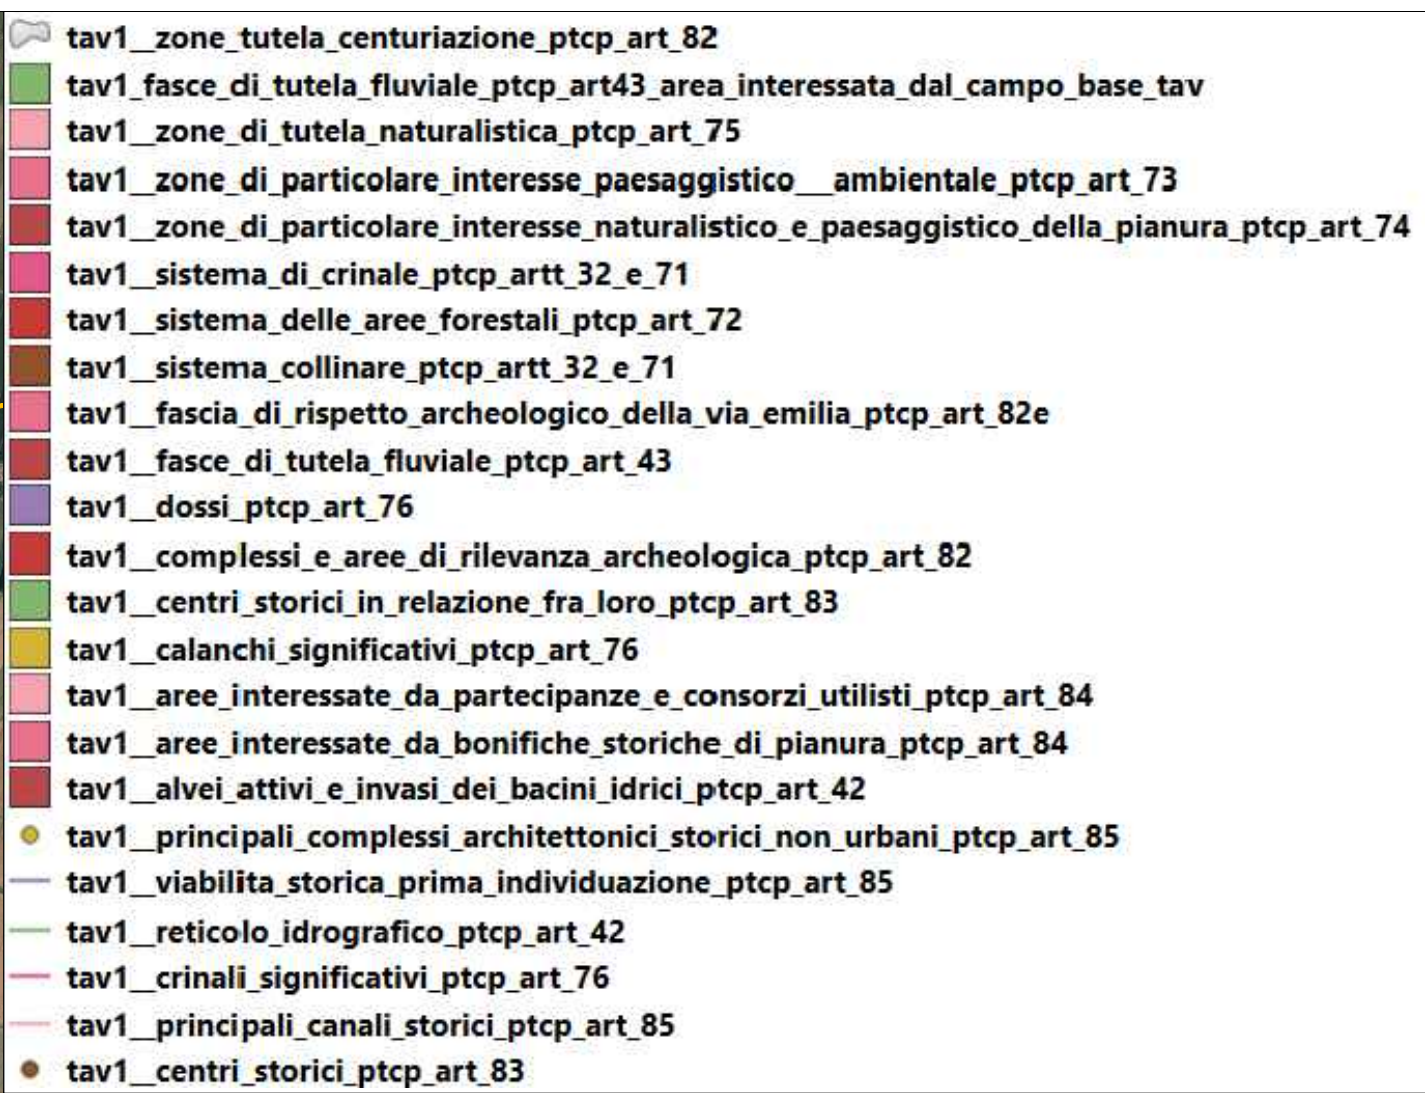 tav1__zone_tutela_centuriazione_ptcp_art_82
tav1_fasce_di_tutela_fluviale_ptcp_art43_area_interessata_dal_campo_base_tav
tav1__zone_di_tutela_naturalistica_ptcp_art_75
tav1__zone_di_particolare_interesse_paesaggistico___ambientale_ptcp_art_73
tav1__zone_di_particolare_interesse_naturalistico_e_paesaggistico_della_pianura_ptcp_art_74
tav1__sistema_di_crinale_ptcp_artt_32_e_71
tav1__sistema_delle_aree_forestali_ptcp_art_72
tav1__sistema_collinare_ptcp_artt_32_e_71
tav1__fascia_di_rispetto_archeologico_della_via_emilia_ptcp_art_82e
tav1__fasce_di_tutela_fluviale_ptcp_art_43
tav1__dossi_ptcp_art_76
tav1__complessi_e_aree_di_rilevanza_archeologica_ptcp_art_82
tav1__centri_storici_in_relazione_fra_loro_ptcp_art_83
tav1__calanchi_significativi_ptcp_art_76
tav1__aree_interessate_da_partecipanze_e_consorzi_utilisti_ptcp_art_84
tav1__aree_interessate_da_bonifiche_storiche_di_pianura_ptcp_art_84
tav1__alvei_attivi_e_invasi_dei_bacini_idrici_ptcp_art_42
tav1__principali_complessi_architettonici_storici_non_urbani_ptcp_art_85
tav1__viabilita_storica_prima_individuazione_ptcp_art_85
tav1__reticolo_idrografico_ptcp_art_42
tav1__crinali_significativi_ptcp_art_76
tav1__principali_canali_storici_ptcp_art_85
tav1__centri_storici_ptcp_art_83